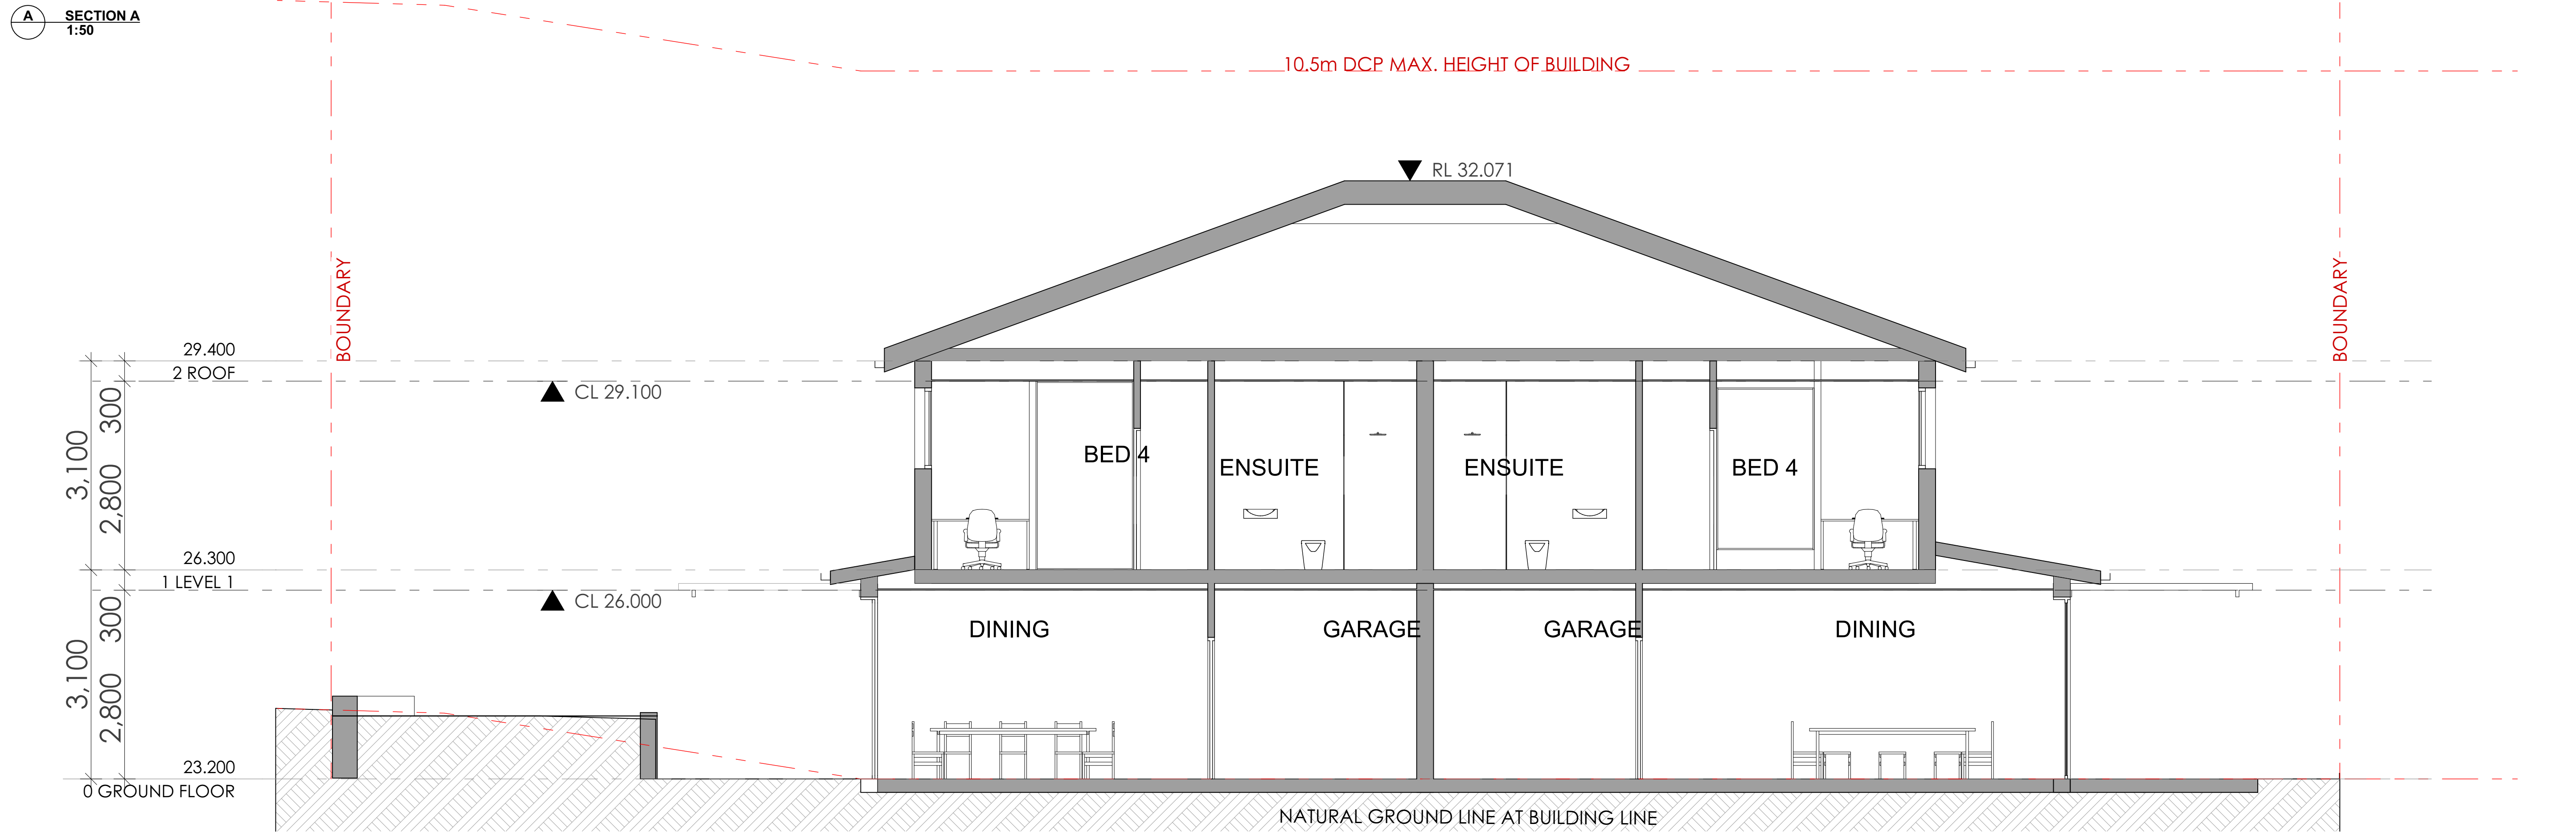 A SECTION A
1:50
10.5m DCP MAX. HEIGHT OF BUILDING
RL 32.071
BOUNDARY
BOUNDARY
29.400
2 ROOF
CL 29.100
300
3,100
2,800
BED 4
ENSUITE
ENSUITE
BED 4
26.300
1 LEVEL 1
CL 26.000
300
3,100
2,800
DINING
GARAGE
GARAGE
DINING
23.200
0 GROUND FLOOR
NATURAL GROUND LINE AT BUILDING LINE